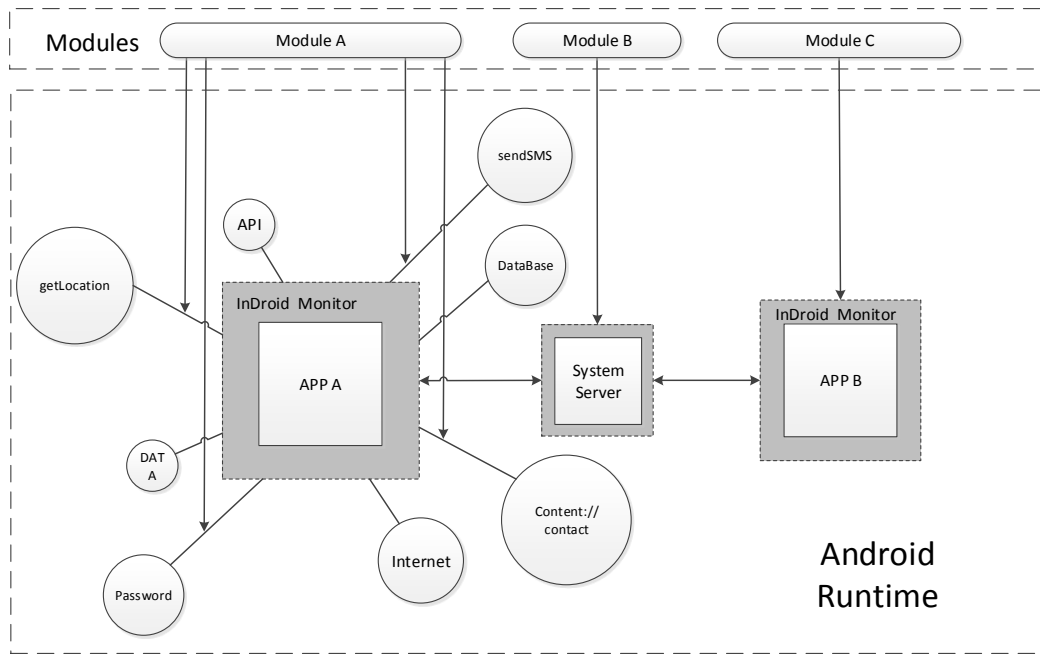 Modules
Module A
Module B
Module C
sendSMS
API
DataBase
getLocation
InDroid Monitor
InDroid Monitor
APP A
System
Server
APP B
DAT
A
Content://
contact
Internet
Password
Android
Runtime